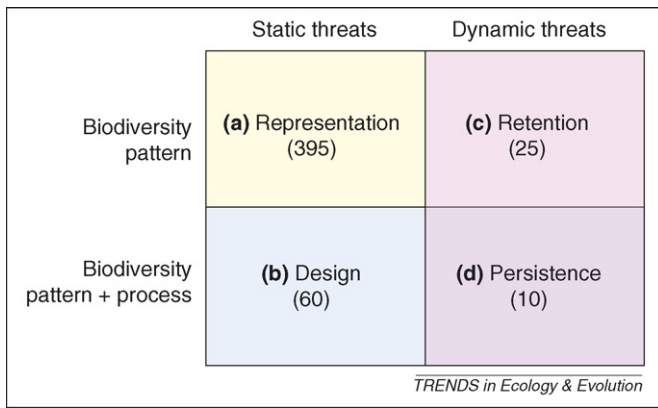 Static threats
Dynamic threats
Biodiversity
pattern
(a) Representation
(395)
(c) Retention
(25)
Biodiversity
pattern + process
(b) Design
(60)
(d) Persistence
(10)
TRENDS in Ecology & Evolution